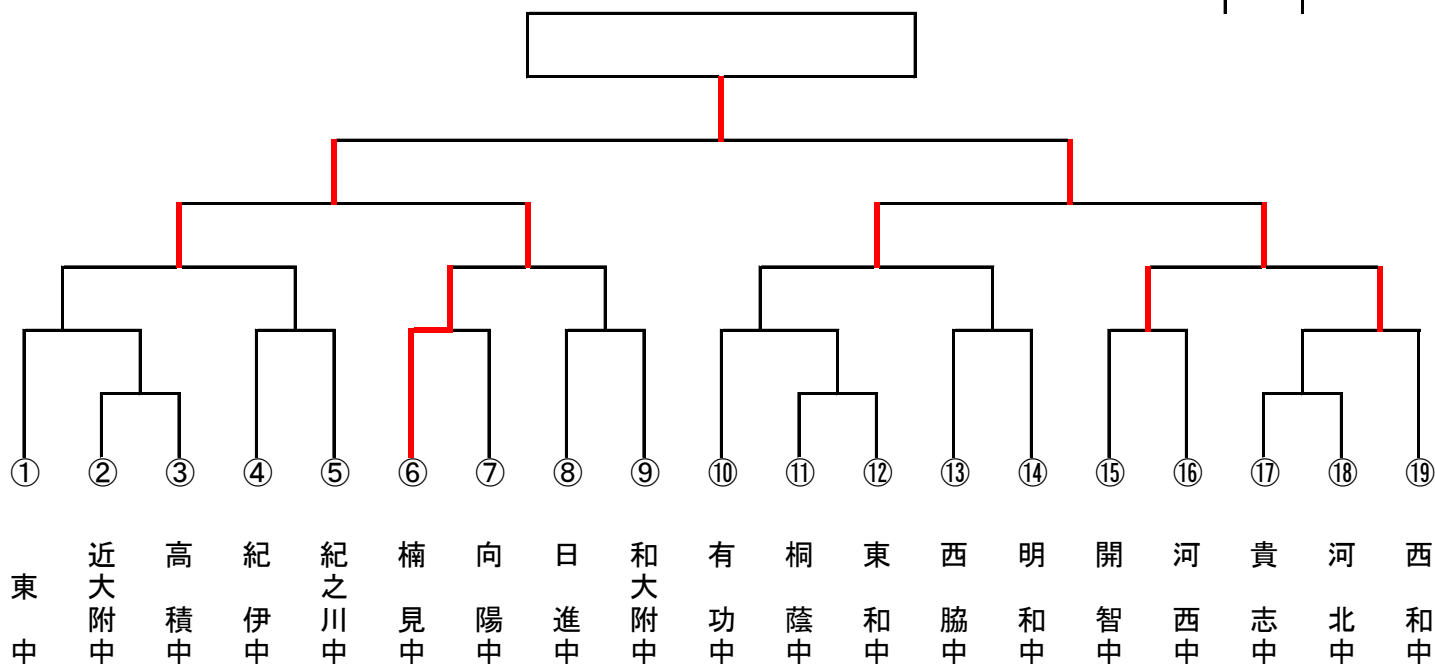 ① ② ③ ④ ⑤ ⑥ ⑦ ⑧ ⑨ ⑩ ⑪ ⑫ ⑬ ⑭ ⑮ ⑯ ⑰ ⑱ ⑲
東中
近大附中
高積中
紀伊中
紀之川中
楠見中
向陽中
日進中
和大附中
有功中
桐蔭中
東和中
西脇中
明和中
開智中
河西中
貴志中
河北中
西和中